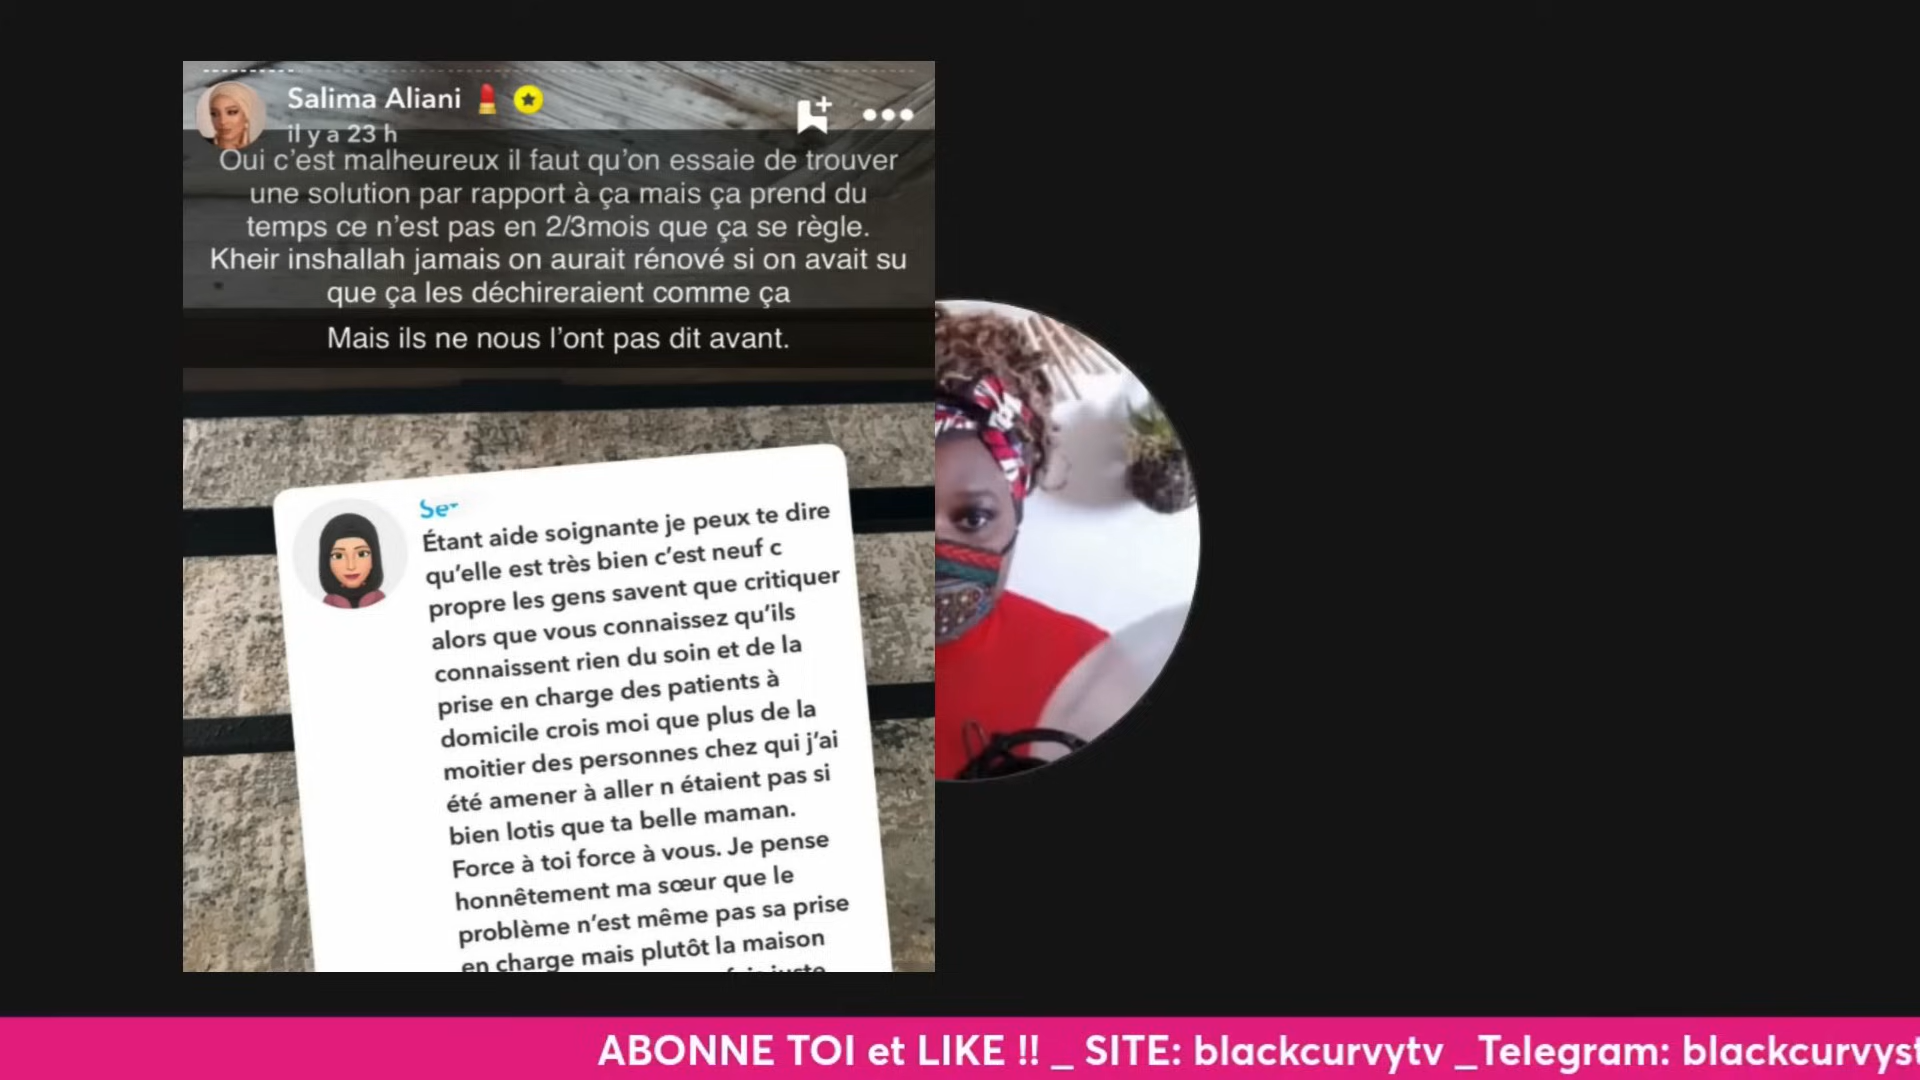 Salima Aliani
il y a 23 h
Oui c’est malheureux il faut qu’on essaie de trouver
une solution par rapport à ça mais ça prend du
temps ce n’est pas en 2/3mois que ça se règle.
Kheir inshallah jamais on aurait rénové si on avait su
que ça les déchireraient comme ça
Mais ils ne nous l’ont pas dit avant.
Étant aide soignante je peux te dire
qu’elle est très bien c’est neuf c
propre les gens savent que critiquer
alors que vous connaissez qu’ils
connaissent rien du soin et de la
prise en charge des patients à
domicile crois moi que plus de la
moitier des personnes chez qui j’ai
été amener à aller n étaient pas si
bien lotis que ta belle maman.
Force à toi force à vous. Je pense
honnêtement ma sœur que le
problème n’est même pas sa prise
en charge mais plutôt la maison
juste
ABONNE TOI et LIKE !! _ SITE: blackcurvytv _Telegram: blackcurvyst